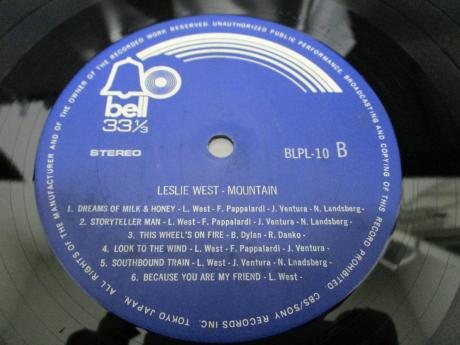 ALL RIGHTS OF THE MANUFACTURER AND OF THE OWNER OF THE RECORDED WORK RESERVED. UNAUTHORIZED PUBLIC PERFORMANCE BROADCASTING AND COPYING OF THIS RECORD PROHIBITED.
bell
33⅓
STEREO
BLPL-10 B
LESLIE WEST - MOUNTAIN
1. DREAMS OF MILK & HONEY - L. West - F. Pappalardi - J. Ventura - N. Landsberg -
2. STORYTELLER MAN - L. West - F. Pappalardi - J. Ventura - N. Landsberg -
3. THIS WHEEL'S ON FIRE - B. Dylan - R. Danko -
4. LOOK TO THE WIND - L. West - F. Pappalardi - J. Ventura -
5. SOUTHBOUND TRAIN - L. West - J. Ventura - N. Lnadsberg -
6. BECAUSE YOU ARE MY FRIEND - L. West -
CBS/SONY RECORDS INC. TOKYO JAPAN.